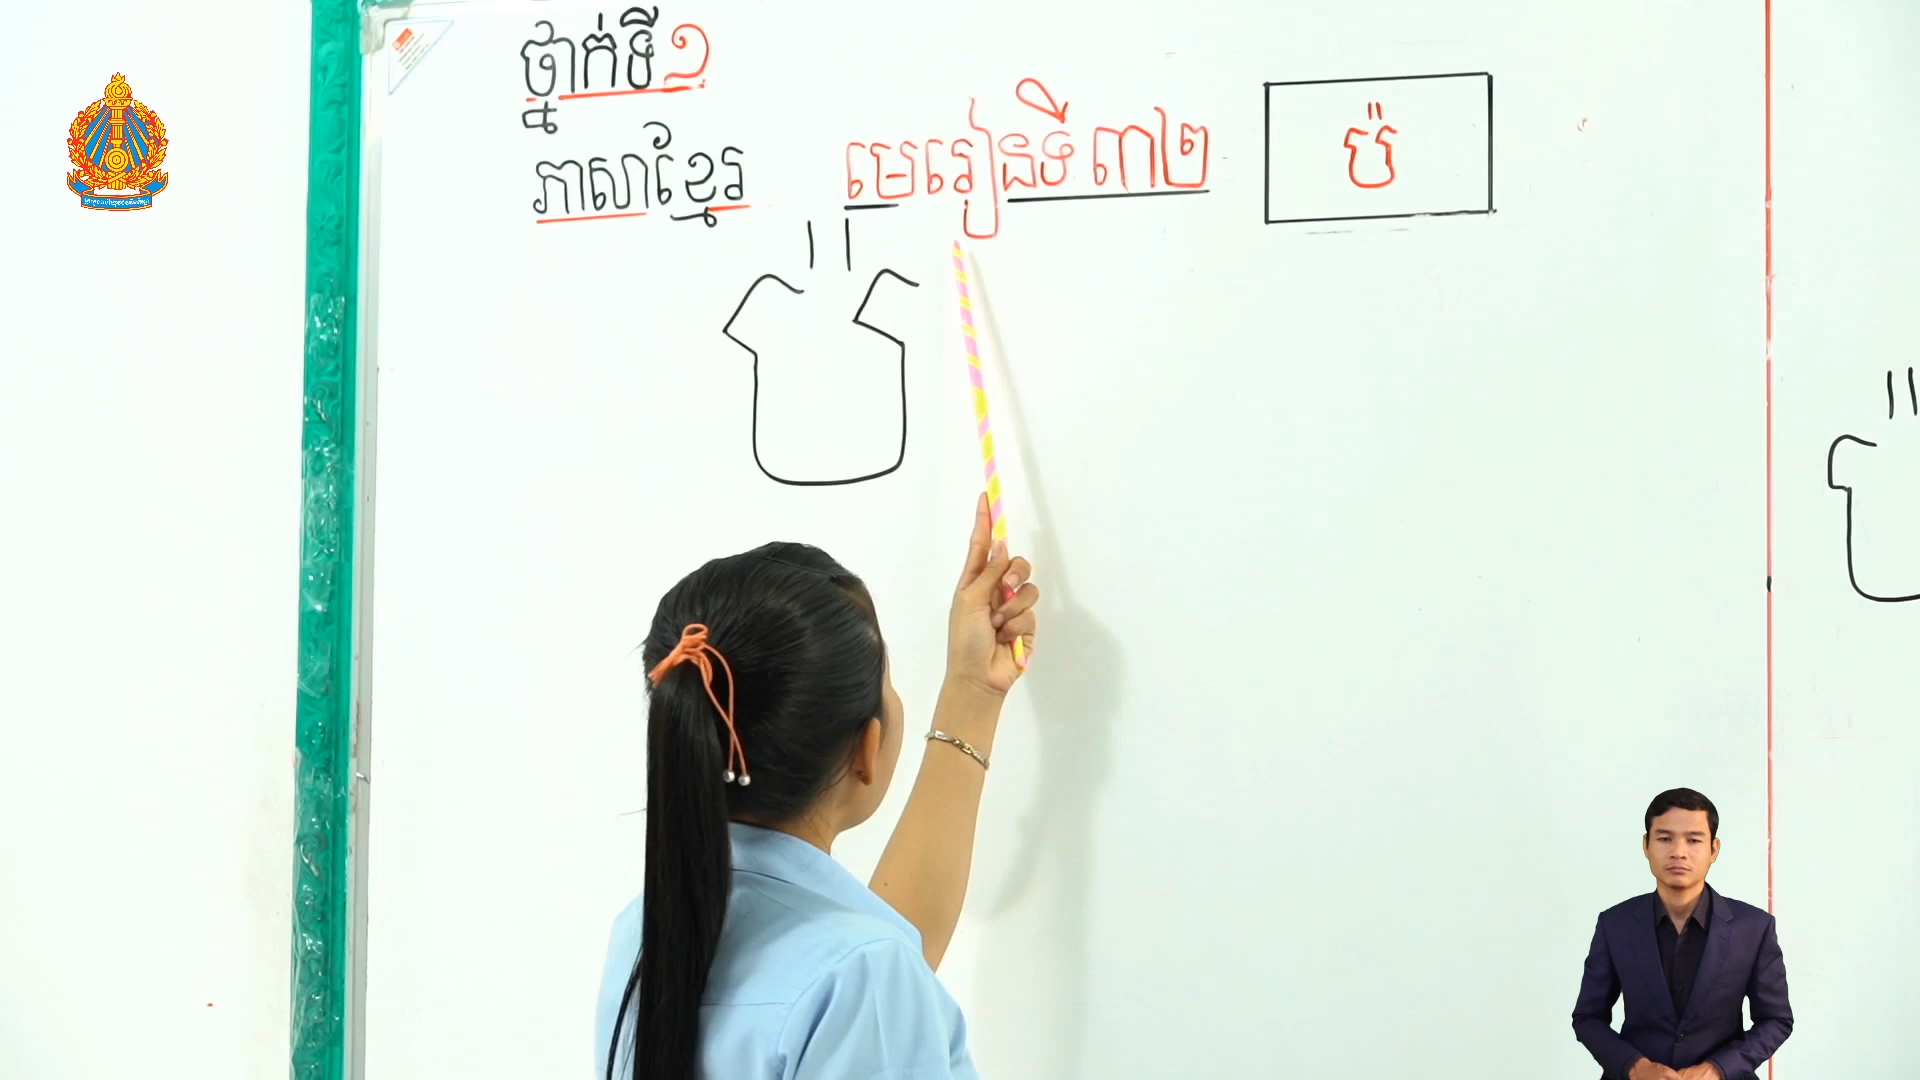 ថ្នាក់ទី១
ភាសាខ្មែរ មេរៀនទី ៣២
ប៉
ប៉